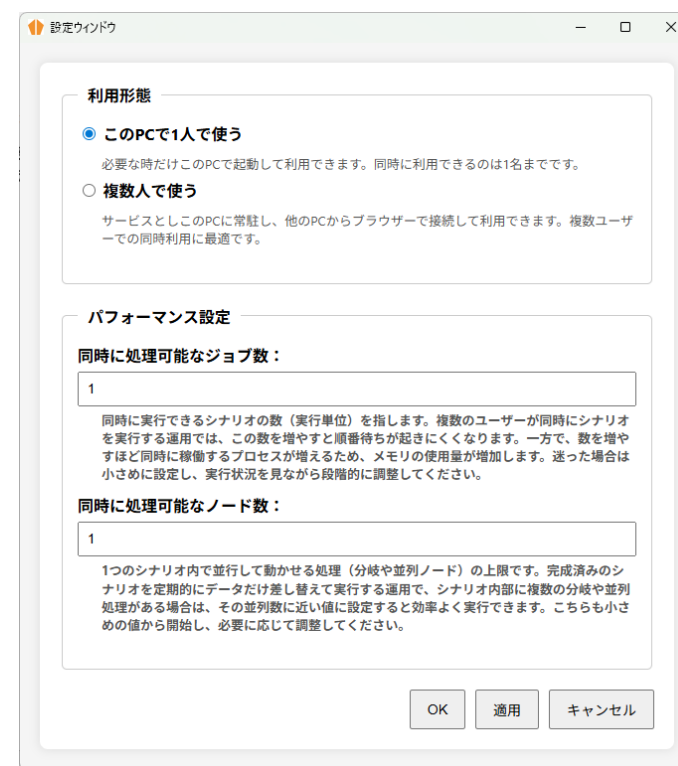 設定ウィンドウ
利用形態
このPCで1人で使う
必要な時だけこのPCで起動して利用できます。同時に利用できるのは1名までです。
複数人で使う
サービスとしこのPCに常駐し、他のPCからブラウザーで接続して利用できます。複数ユーザ
ーでの同時利用に最適です。
パフォーマンス設定
同時に処理可能なジョブ数：
1
同時に実行できるシナリオの数（実行単位）を指します。複数のユーザーが同時にシナリオ
を実行する運用では、この数を増やすと順番待ちが起きにくくなります。一方で、数を増や
すほど同時に稼働するプロセスが増えるため、メモリの使用量が増加します。迷った場合は
小さめに設定し、実行状況を見ながら段階的に調整してください。
同時に処理可能なノード数：
1
1つのシナリオ内で並行して動かせる処理（分岐や並列ノード）の上限です。完成済みのシ
ナリオを定期的にデータだけ差し替えて実行する運用で、シナリオ内部に複数の分岐や並列
処理がある場合は、その並列数に近い値に設定すると効率よく実行できます。こちらも小さ
めの値から開始し、必要に応じて調整してください。
OK 適用 キャンセル